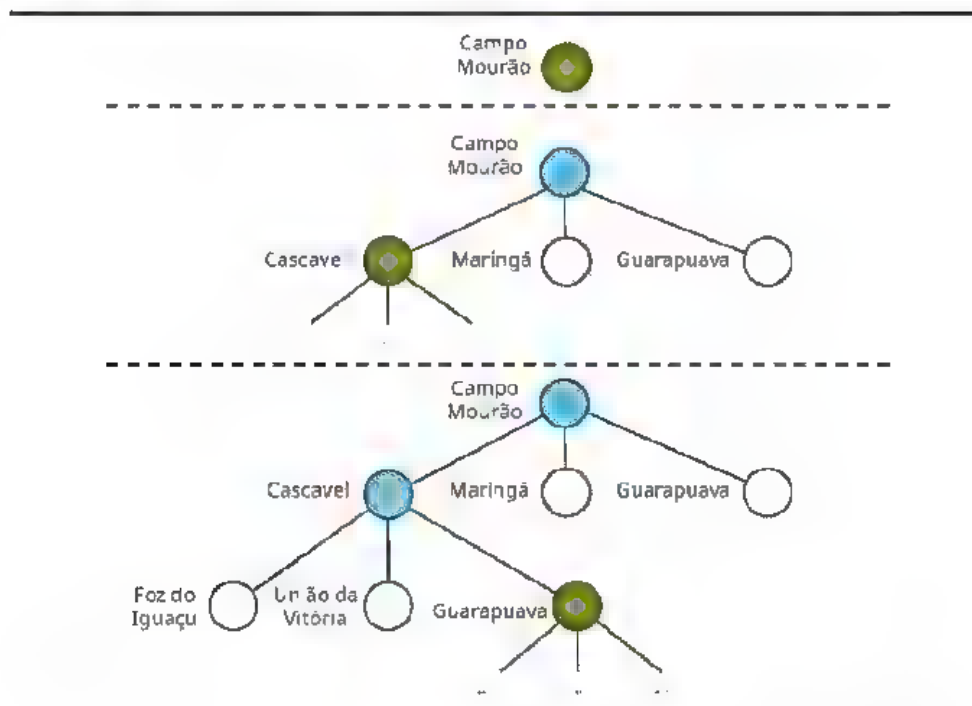 Campo
Mourão
Campo
Mourão
Cascave
Maringá
Guarapuava
Campo
Mourão
Cascavel
Maringá
Guarapuava
Foz do
Iguaçu
União da
Vitória
Guarapuava